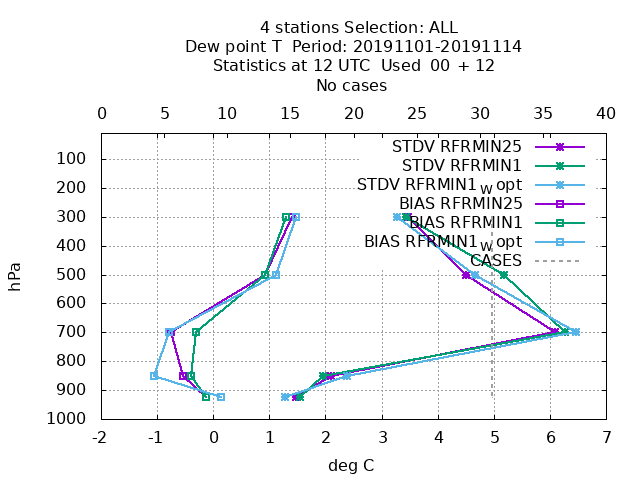 4 stations Selection: ALL
Dew point T Period: 20191101-20191114
Statistics at 12 UTC Used 00 + 12
No cases
0 5 10 15 20 25 30 35 40
STDV RFRMIN25
STDV RFRMIN1
STDV RFRMIN1w opt
BIAS RFRMIN25
BIAS RFRMIN1
BIAS RFRMIN1w opt
CASES
100
200
300
400
500
600
700
800
900
1000
hPa
-2 -1 0 1 2 3 4 5 6 7
deg C